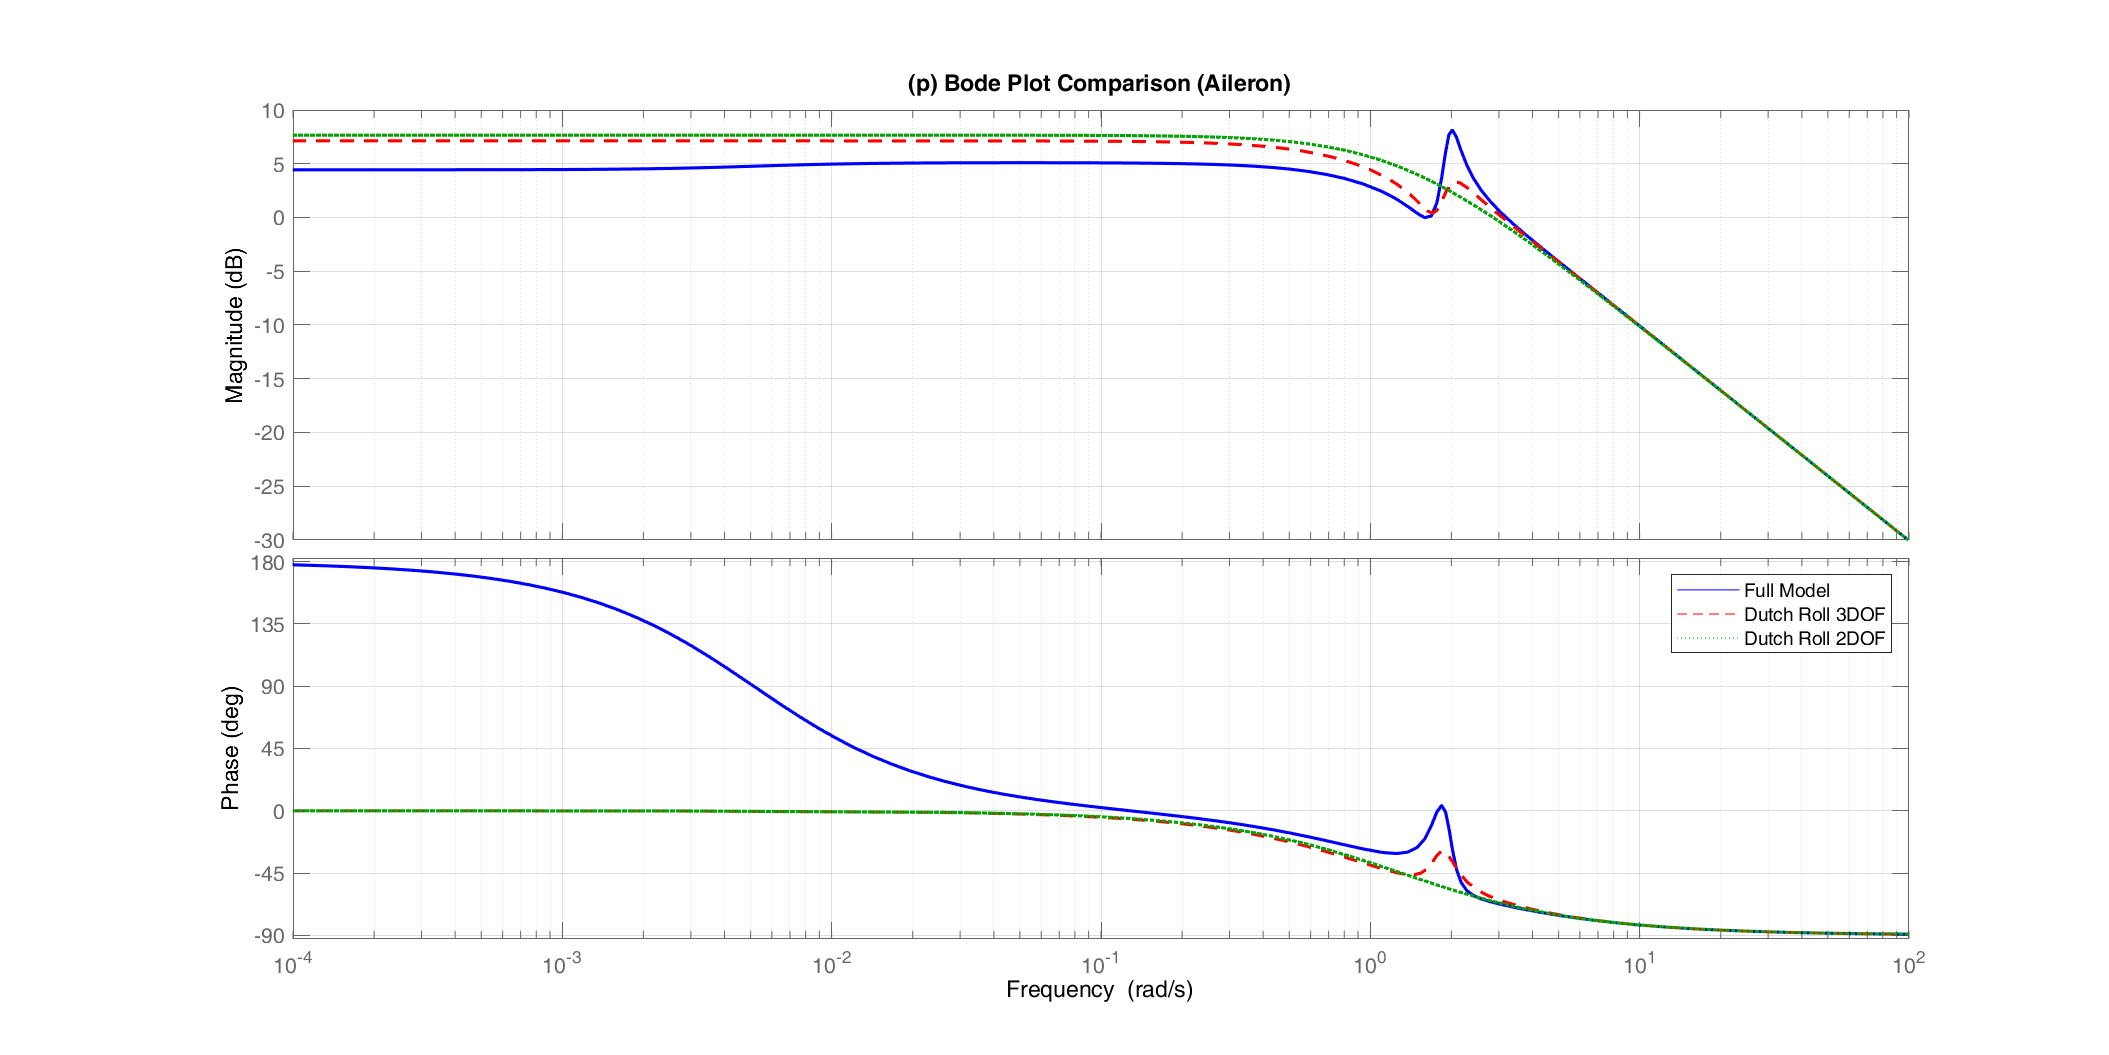 (p) Bode Plot Comparison (Aileron)
10
5
0
-5
-10
-15
-20
-25
-30
Magnitude (dB)
180
135
90
45
0
-45
-90
Phase (deg)
Full Model
Dutch Roll 3DOF
Dutch Roll 2DOF
10^-4 10^-3 10^-2 10^-1 10^0 10^1 10^2
Frequency (rad/s)